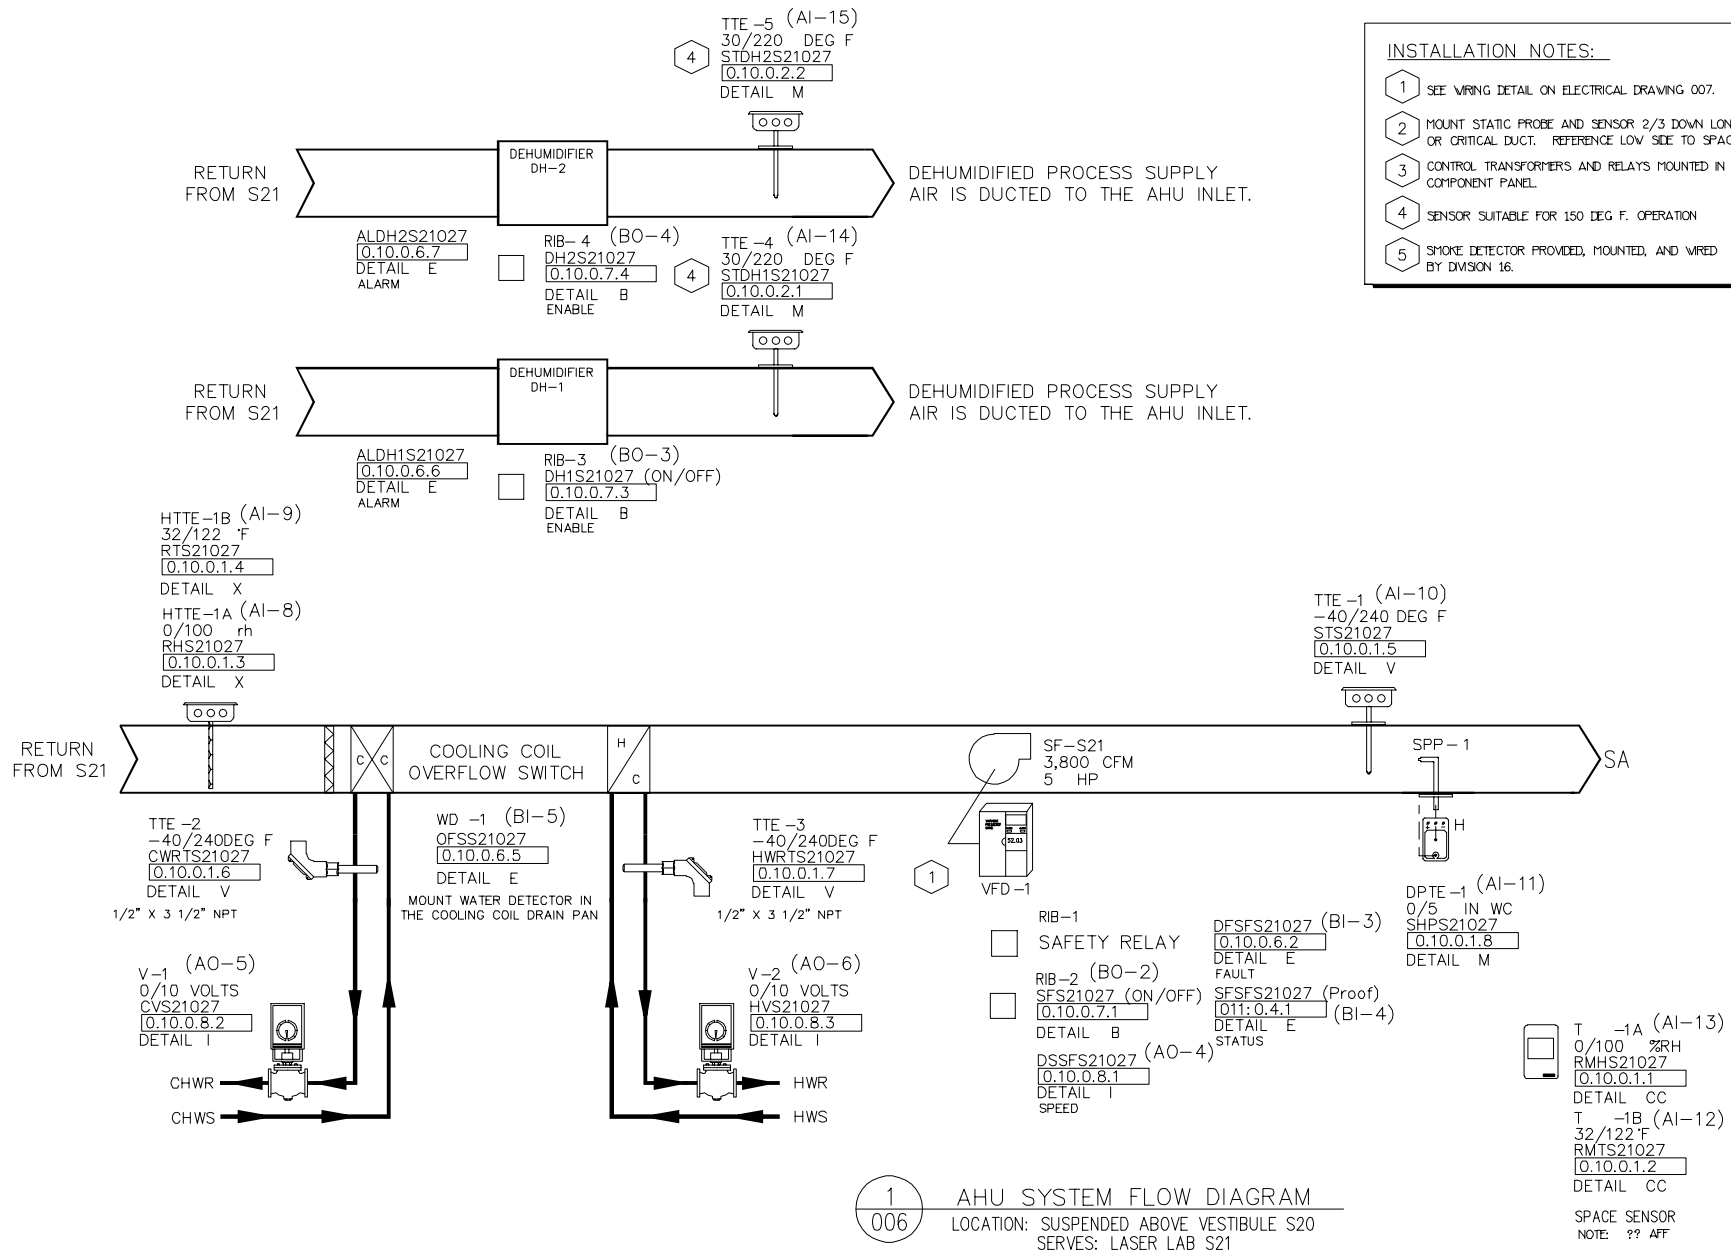 TTE -5 (AI-15)
30/220 DEG F
STDH2S21027
0.10.0.2.2
DETAIL M
4
INSTALLATION NOTES:
1 SEE WIRING DETAIL ON ELECTRICAL DRAWING 007.
2 MOUNT STATIC PROBE AND SENSOR 2/3 DOWN LON
OR CRITICAL DUCT. REFERENCE LOW SIDE TO SPAC
3 CONTROL TRANSFORMERS AND RELAYS MOUNTED IN
COMPONENT PANEL.
4 SENSOR SUITABLE FOR 150 DEG F. OPERATION
5 SMOKE DETECTOR PROVIDED, MOUNTED, AND WIRED
BY DIVISION 16.
RETURN
FROM S21
DEHUMIDIFIER
DH-2
DEHUMIDIFIED PROCESS SUPPLY
AIR IS DUCTED TO THE AHU INLET.
ALDH2S21027
0.10.0.6.7
DETAIL E
ALARM
RIB-4 (BO-4)
DH2S21027
0.10.0.7.4
DETAIL B
ENABLE
4
TTE -4 (AI-14)
30/220 DEG F
STDH1S21027
0.10.0.2.1
DETAIL M
RETURN
FROM S21
DEHUMIDIFIER
DH-1
DEHUMIDIFIED PROCESS SUPPLY
AIR IS DUCTED TO THE AHU INLET.
ALDH1S21027
0.10.0.6.6
DETAIL E
ALARM
RIB-3 (BO-3)
DH1S21027 (ON/OFF)
0.10.0.7.3
DETAIL B
ENABLE
HTTE-1B (AI-9)
32/122 °F
RTS21027
0.10.0.1.4
DETAIL X
HTTE-1A (AI-8)
0/100 rh
RHS21027
0.10.0.1.3
DETAIL X
TTE -1 (AI-10)
-40/240 DEG F
STS21027
0.10.0.1.5
DETAIL V
RETURN
FROM S21
C C
COOLING COIL
OVERFLOW SWITCH
H
C
SF-S21
3,800 CFM
5 HP
SPP-1
SA
TTE -2
-40/240DEG F
CWRTS21027
0.10.0.1.6
DETAIL V
1/2" X 3 1/2" NPT
WD -1 (BI-5)
OFSS21027
0.10.0.6.5
DETAIL E
MOUNT WATER DETECTOR IN
THE COOLING COIL DRAIN PAN
TTE -3
-40/240DEG F
HWRTS21027
0.10.0.1.7
DETAIL V
1/2" X 3 1/2" NPT
1
VFD-1
H
DPTE-1 (AI-11)
0/5 IN WC
SHPS21027
0.10.0.1.8
DETAIL M
RIB-1
SAFETY RELAY
DFSFS21027 (BI-3)
0.10.0.6.2
DETAIL E
FAULT
V-1 (AO-5)
0/10 VOLTS
CVS21027
0.10.0.8.2
DETAIL I
V-2 (AO-6)
0/10 VOLTS
HVS21027
0.10.0.8.3
DETAIL I
RIB-2 (BO-2)
SFS21027 (ON/OFF)
0.10.0.7.1
DETAIL B
SFSFS21027 (Proof)
011: 0.4.1 (BI-4)
DETAIL E
STATUS
DSSFS21027 (AO-4)
0.10.0.8.1
DETAIL I
SPEED
CHWR
CHWS
HWR
HWS
T -1A (AI-13)
0/100 %RH
RMHS21027
0.10.0.1.1
DETAIL CC
T -1B (AI-12)
32/122°F
RMTS21027
0.10.0.1.2
DETAIL CC
SPACE SENSOR
NOTE: ?? AFF
1
006
AHU SYSTEM FLOW DIAGRAM
LOCATION: SUSPENDED ABOVE VESTIBULE S20
SERVES: LASER LAB S21